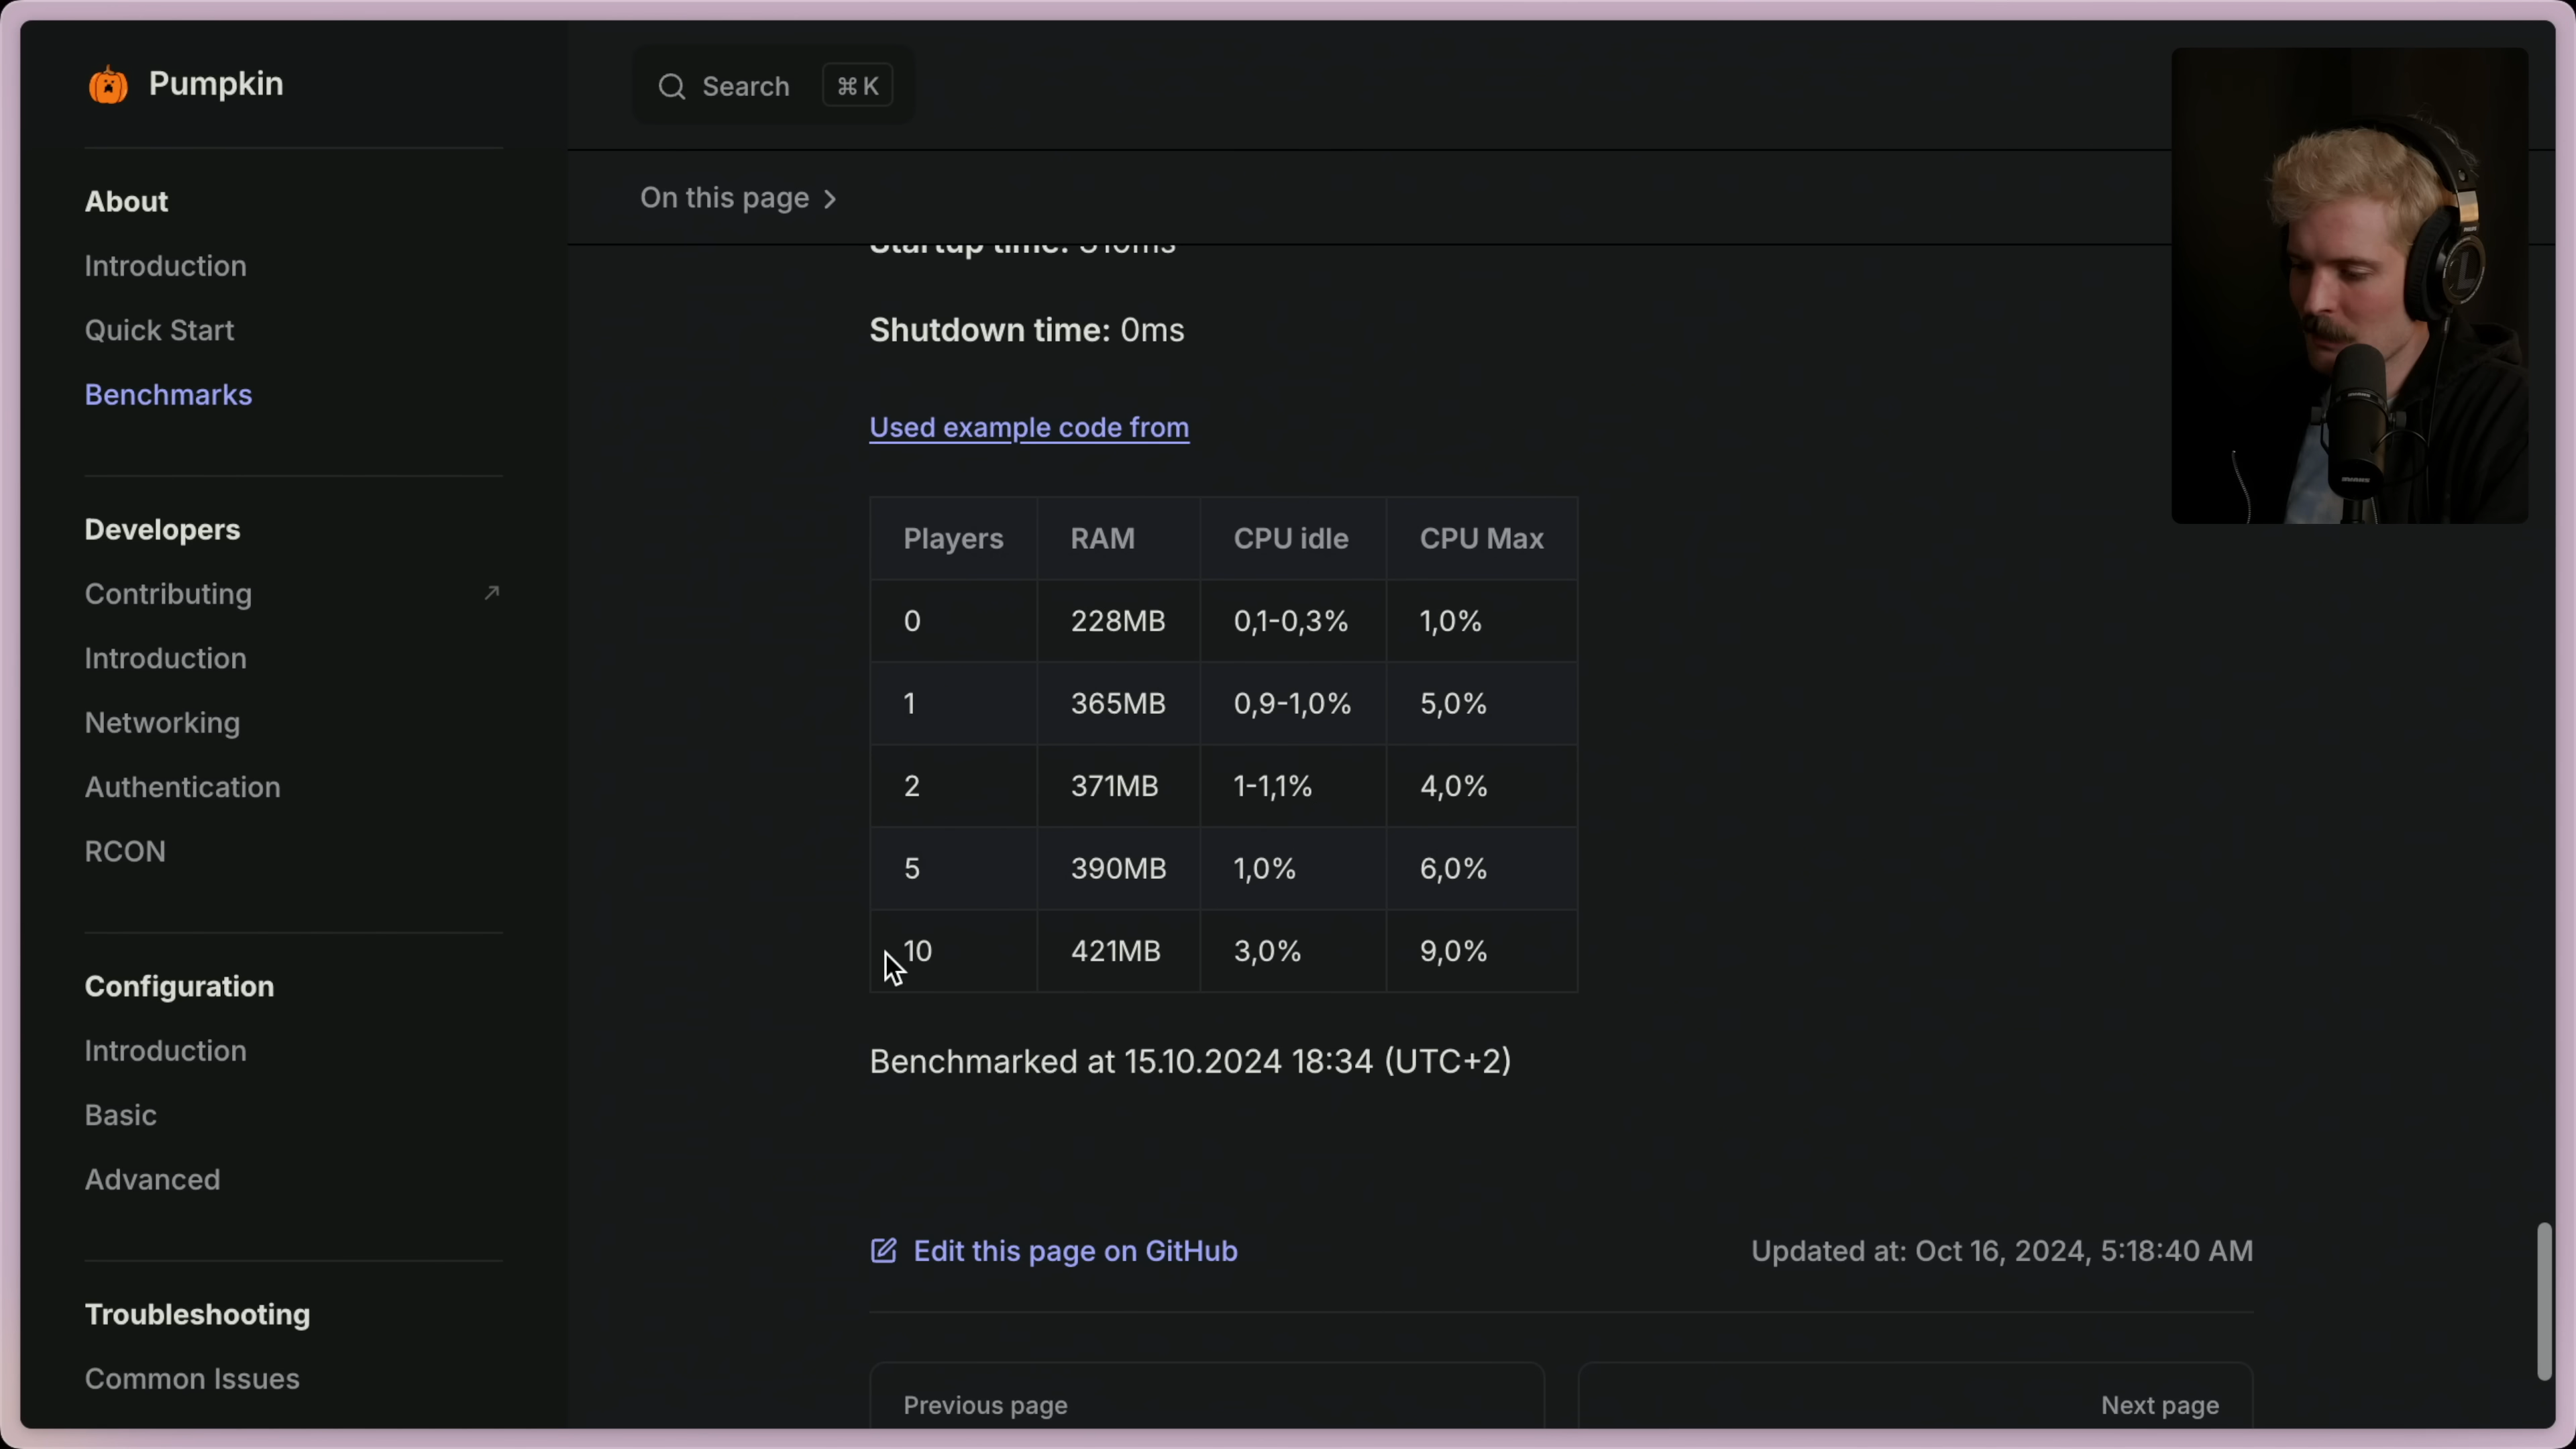 Pumpkin
Search ⌘ K
On this page
About
Introduction
Quick Start
Benchmarks
Developers
Contributing
Introduction
Networking
Authentication
RCON
Configuration
Introduction
Basic
Advanced
Troubleshooting
Common Issues
Startup time:
Shutdown time: 0ms
Used example code from
Players RAM CPU idle CPU Max
0 228MB 0,1-0,3% 1,0%
1 365MB 0,9-1,0% 5,0%
2 371MB 1-1,1% 4,0%
5 390MB 1,0% 6,0%
10 421MB 3,0% 9,0%
Benchmarked at 15.10.2024 18:34 (UTC+2)
Edit this page on GitHub
Updated at: Oct 16, 2024, 5:18:40 AM
Previous page
Next page